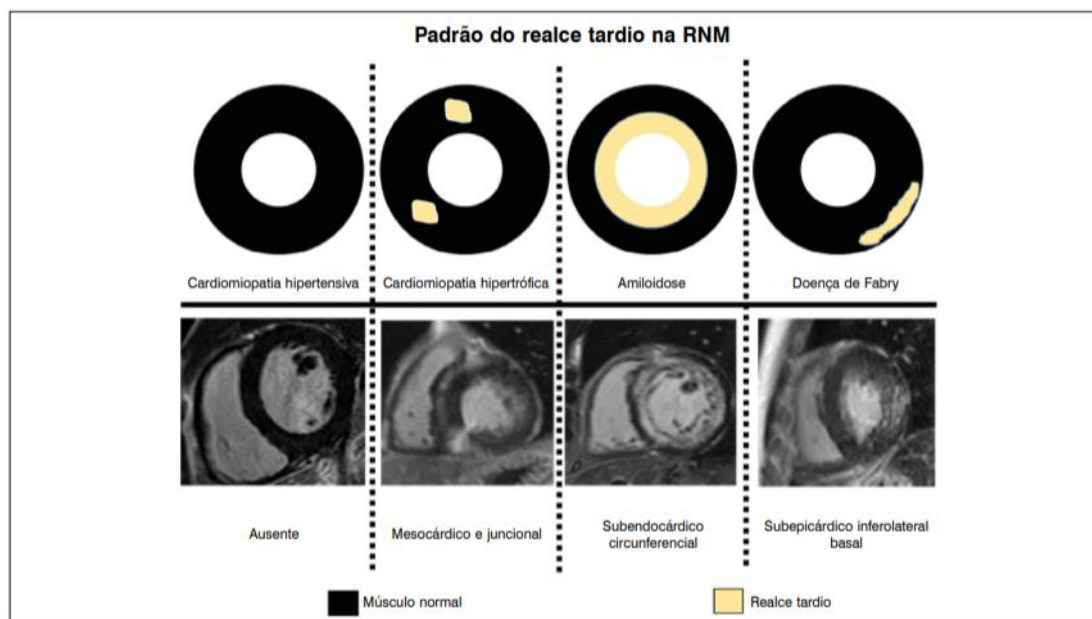 Padrão do realce tardio na RNM
Cardiomiopatia hipertensiva
Cardiomiopatia hipertrófica
Amiloidose
Doença de Fabry
Ausente
Mesocárdico e juncional
Subendocárdico
circunferencial
Subepicárdico inferolateral
basal
Músculo normal
Realce tardio